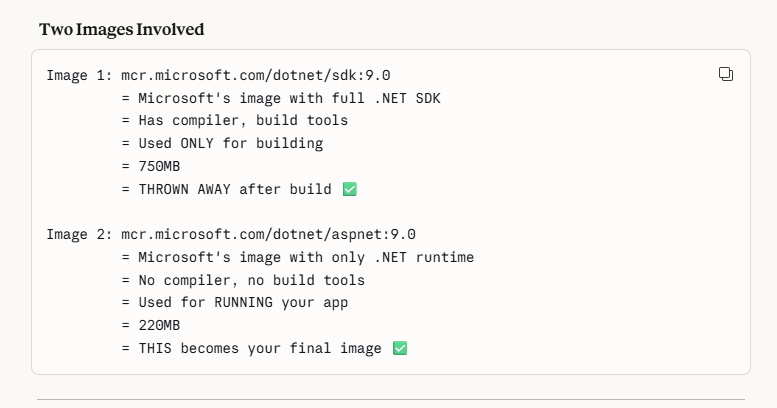 Two Images Involved
Image 1: mcr.microsoft.com/dotnet/sdk:9.0
= Microsoft's image with full .NET SDK
= Has compiler, build tools
= Used ONLY for building
= 750MB
= THROWN AWAY after build ✅
Image 2: mcr.microsoft.com/dotnet/aspnet:9.0
= Microsoft's image with only .NET runtime
= No compiler, no build tools
= Used for RUNNING your app
= 220MB
= THIS becomes your final image ✅